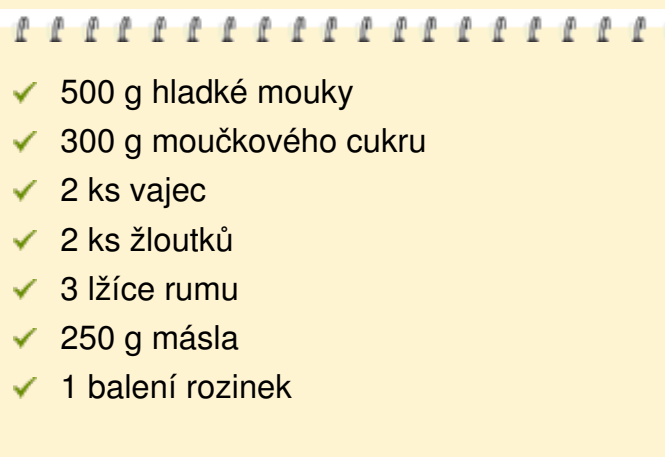 500 g hladké mouky
300 g moučkového cukru
2 ks vajec
2 ks žloutků
3 lžíce rumu
250 g másla
1 balení rozinek